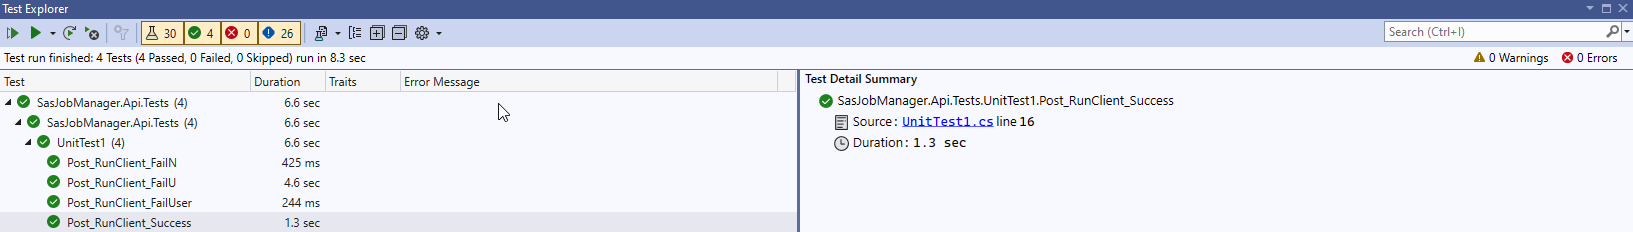 Test Explorer
30 4 0 26 Search (Ctrl+I)
Test run finished: 4 Tests (4 Passed, 0 Failed, 0 Skipped) run in 8.3 sec 0 Warnings 0 Errors
Test Duration Traits Error Message
SasJobManager.Api.Tests (4) 6.6 sec
SasJobManager.Api.Tests (4) 6.6 sec
UnitTest1 (4) 6.6 sec
Post_RunClient_FailN 425 ms
Post_RunClient_FailU 4.6 sec
Post_RunClient_FailUser 244 ms
Post_RunClient_Success 1.3 sec
Test Detail Summary
SasJobManager.Api.Tests.UnitTest1.Post_RunClient_Success
Source: UnitTest1.cs line 16
Duration: 1.3 sec